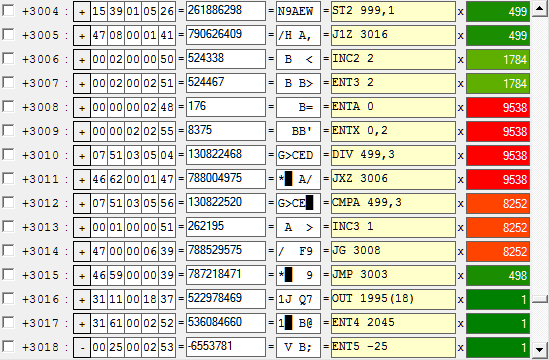 +3004 : + 15 39 01 05 26 = 261886298 N9AEW = ST2 999,1 x 499
+3005 : + 47 08 00 01 41 = 790626409 /H A, = J1Z 3016 x 499
+3006 : + 00 02 00 00 50 = 524338 B < = INC2 2 x 1784
+3007 : + 00 02 00 02 51 = 524467 B B> = ENT3 2 x 1784
+3008 : + 00 00 00 02 48 = 176 B= = ENTA 0 x 9538
+3009 : + 00 00 02 02 55 = 8375 BB' = ENTX 0,2 x 9538
+3010 : + 07 51 03 05 04 = 130822468 G>CED = DIV 499,3 x 9538
+3011 : + 46 62 00 01 47 = 788004975 *█ A/ = JXZ 3006 x 9538
+3012 : + 07 51 03 05 56 = 130822520 G>CE█ = CMPA 499,3 x 8252
+3013 : + 00 01 00 00 51 = 262195 A > = INC3 1 x 8252
+3014 : + 47 00 00 06 39 = 788529575 / F9 = JG 3008 x 8252
+3015 : + 46 59 00 00 39 = 787218471 *█ 9 = JMP 3003 x 498
+3016 : + 31 11 00 18 37 = 522978469 1J Q7 = OUT 1995(18) x 1
+3017 : + 31 61 00 02 52 = 536084660 1█ B@ = ENT4 2045 x 1
+3018 : - 00 25 00 02 53 = -6553781 V B; = ENT5 -25 x 1